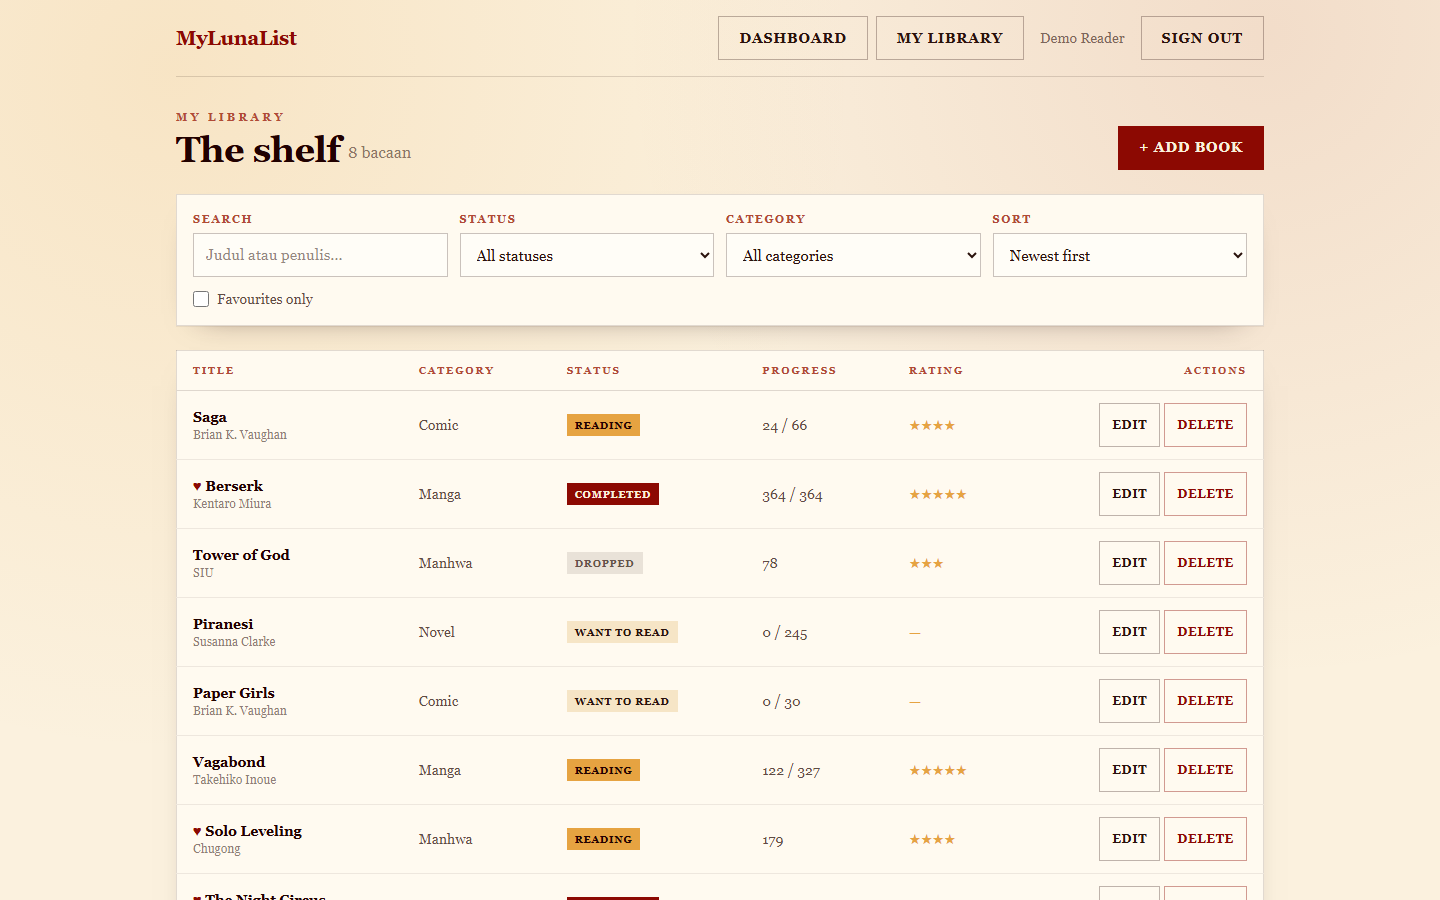 MyLunaList
DASHBOARD
MY LIBRARY
Demo Reader
SIGN OUT
MY LIBRARY
The shelf 8 bacaan
+ ADD BOOK
SEARCH
STATUS
CATEGORY
SORT
Judul atau penulis...
All statuses
All categories
Newest first
Favourites only
TITLE CATEGORY STATUS PROGRESS RATING ACTIONS
Saga
Brian K. Vaughan
Comic
READING
24 / 66
★★★★
EDIT
DELETE
♥ Berserk
Kentaro Miura
Manga
COMPLETED
364 / 364
★★★★★
EDIT
DELETE
Tower of God
SIU
Manhwa
DROPPED
78
★★★
EDIT
DELETE
Piranesi
Susanna Clarke
Novel
WANT TO READ
0 / 245
—
EDIT
DELETE
Paper Girls
Brian K. Vaughan
Comic
WANT TO READ
0 / 30
—
EDIT
DELETE
Vagabond
Takehiko Inoue
Manga
READING
122 / 327
★★★★★
EDIT
DELETE
♥ Solo Leveling
Chugong
Manhwa
READING
179
★★★★
EDIT
DELETE
♥ The Night Circus